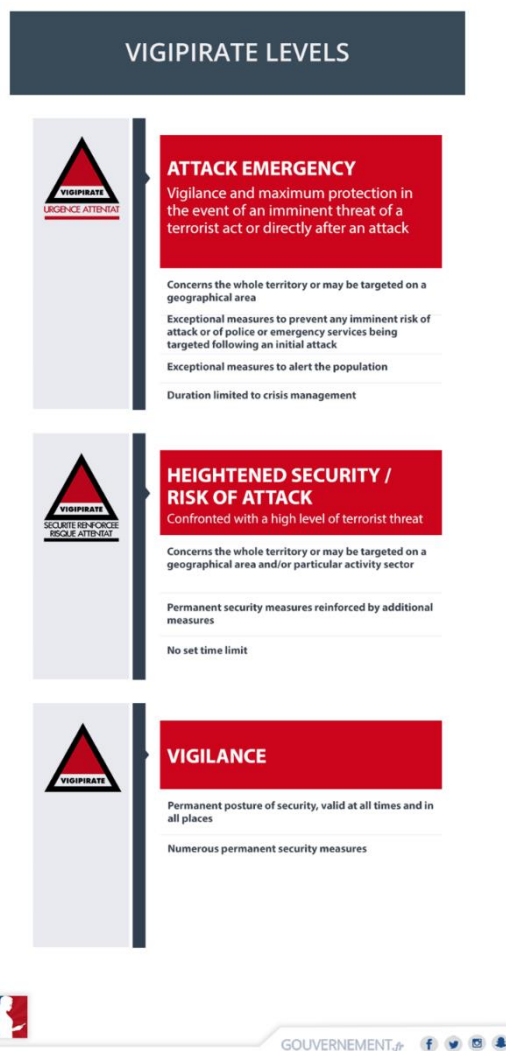 VIGIPIRATE LEVELS
VIGIPIRATE
URGENCE ATTENTAT
ATTACK EMERGENCY
Vigilance and maximum protection in
the event of an imminent threat of a
terrorist act or directly after an attack
Concerns the whole territory or may be targeted on a
geographical area
Exceptional measures to prevent any imminent risk of
attack or of police or emergency services being
targeted following an initial attack
Exceptional measures to alert the population
Duration limited to crisis management
VIGIPIRATE
SECURITE RENFORCEE
RISQUE ATTENTAT
HEIGHTENED SECURITY /
RISK OF ATTACK
Confronted with a high level of terrorist threat
Concerns the whole territory or may be targeted on a
geographical area and/or particular activity sector
Permanent security measures reinforced by additional
measures
No set time limit
VIGIPIRATE
VIGILANCE
Permanent posture of security, valid at all times and in
all places
Numerous permanent security measures
GOUVERNEMENT.fr